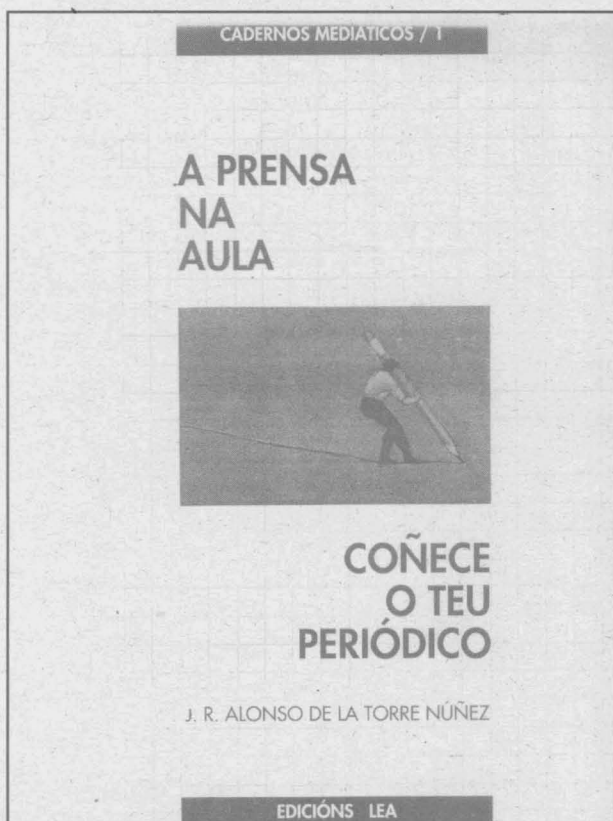 CADERNOS MEDIÁTICOS / 1
A PRENSA
NA
AULA
COÑECE
O TEU
PERIÓDICO
J. R. ALONSO DE LA TORRE NÚÑEZ
EDICIÓNS LEA